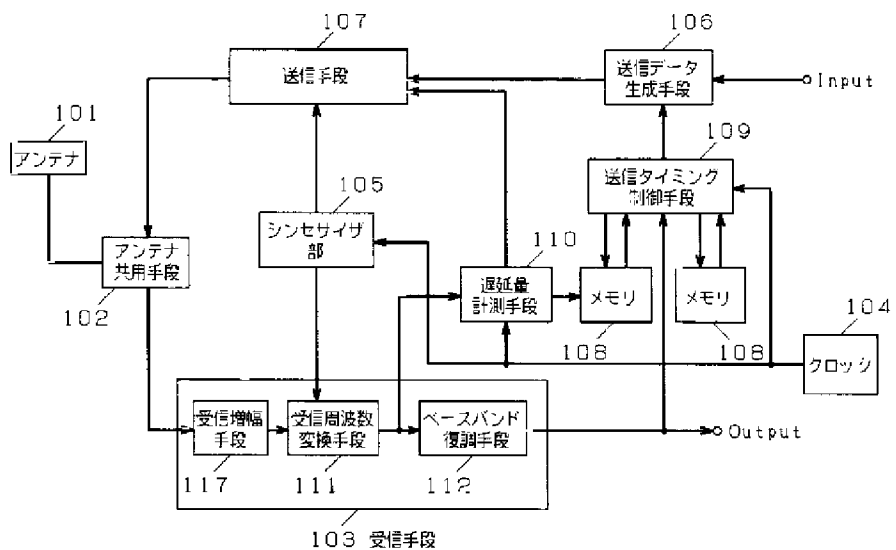 107
送信手段
106
送信データ
生成手段
Input
101
アンテナ
109
送信タイミング
制御手段
105
シンセサイザ
部
110
遅延量
計測手段
アンテナ
共用手段
102
メモリ
108
メモリ
108
104
クロック
受信増幅
手段
117
受信周波数
変換手段
111
ベースバンド
復調手段
112
Output
103 受信手段